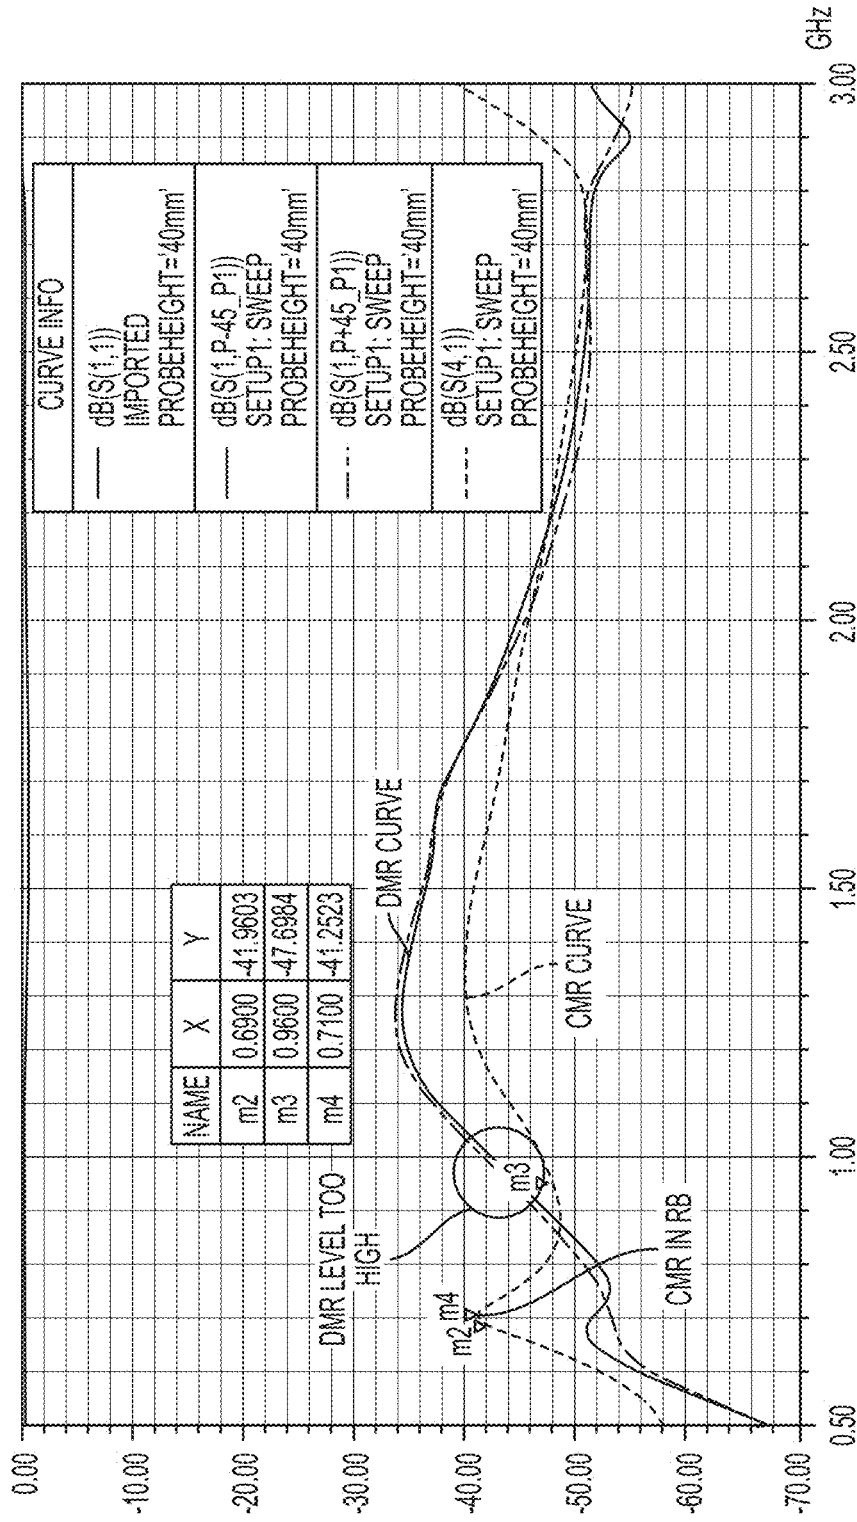 CURVE INFO
dB(S(1,1))
IMPORTED
PROBEHEIGHT='40mm'
dB(S(1,P-45_P1))
SETUP1: SWEEP
PROBEHEIGHT='40mm'
dB(S(1,P+45_P1))
SETUP1: SWEEP
PROBEHEIGHT='40mm'
dB(S(4,1))
SETUP1: SWEEP
PROBEHEIGHT='40mm'
NAME X Y
m2 0.6900 -41.9603
m3 0.9600 -47.6984
m4 0.7100 -41.2523
DMR LEVEL TOO
HIGH
DMR CURVE
CMR CURVE
m2
m4
m3
CMR IN RB
0.00
-20.00
-30.00
-40.00
-50.00
-60.00
-70.00
0.50 1.00 1.50 2.00 2.50 3.00
GHz